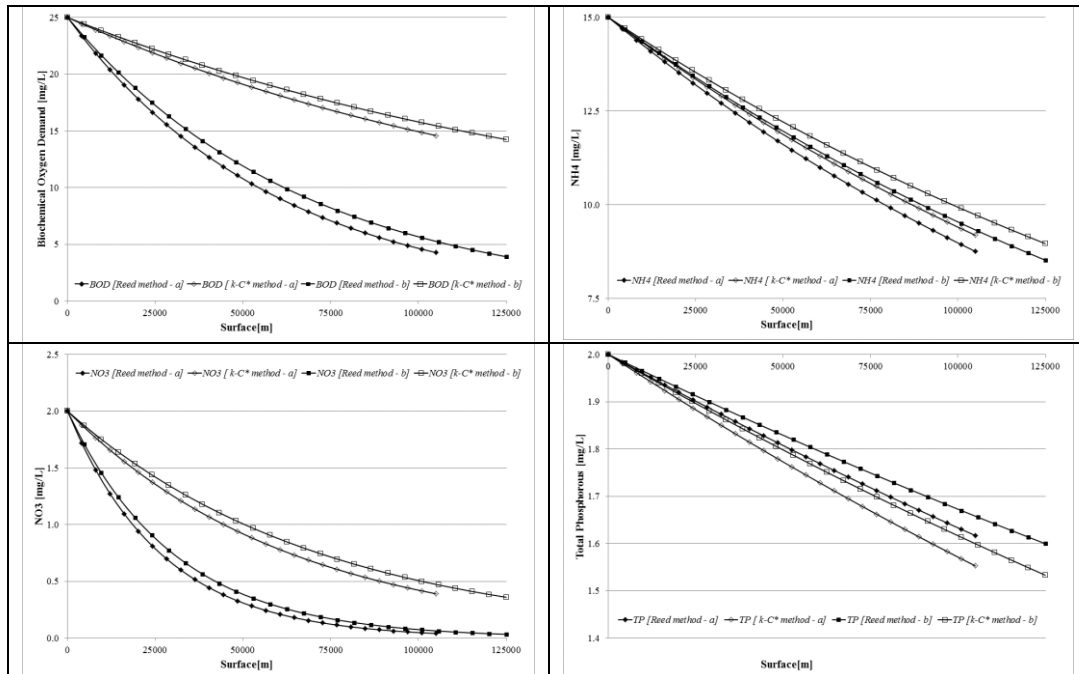 25
20
15
10
5
0
Biochemical Oxygen Demand [mg/L]
BOD [Reed method - a] BOD [ k-C* method - a] BOD [Reed method - b] BOD [k-C* method - b]
0 25000 50000 75000 100000 125000
Surface[m]
0 25000 50000 75000 100000 125000
15.0
12.5
10.0
7.5
NH4 [mg/L]
NH4 [Reed method - a] NH4 [ k-C* method - a] NH4 [Reed method - b] NH4 [k-C* method - b]
Surface[m]
2.5
2.0
1.5
1.0
0.5
0.0
NO3 [mg/L]
NO3 [Reed method - a] NO3 [ k-C* method - a] NO3 [Reed method - b] NO3 [k-C* method - b]
0 25000 50000 75000 100000 125000
Surface[m]
0 25000 50000 75000 100000 125000
2.0
1.9
1.8
1.7
1.6
1.5
1.4
Total Phosphorous [mg/L]
TP [Reed method - a] TP [ k-C* method - a] TP [Reed method - b] TP [k-C* method - b]
Surface[m]